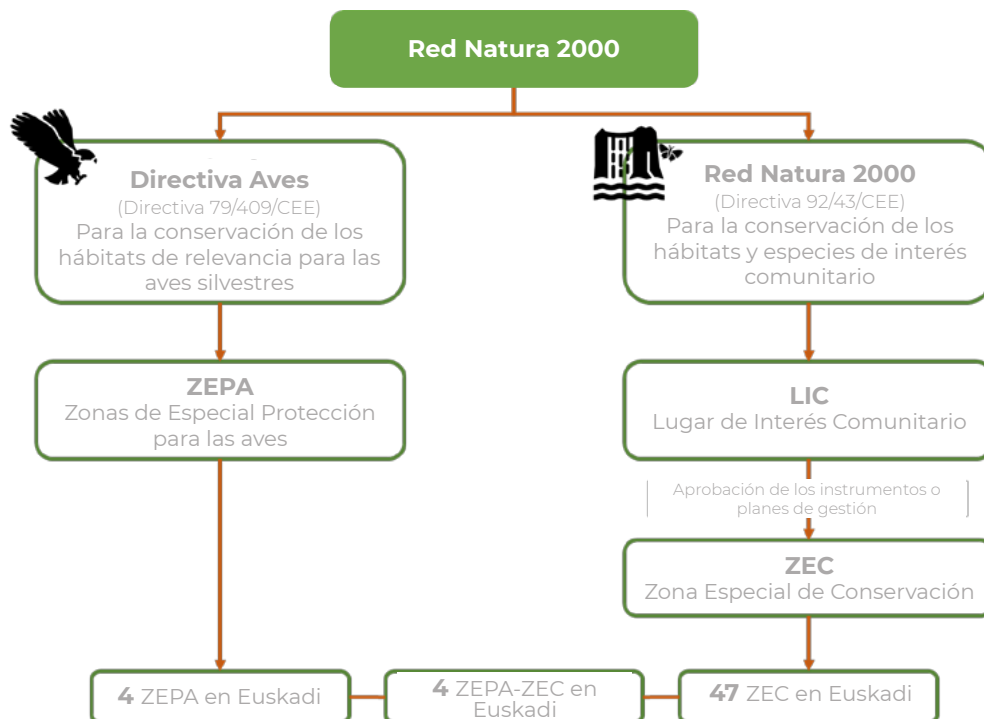 Red Natura 2000
Directiva Aves
(Directiva 79/409/CEE)
Para la conservación de los
hábitats de relevancia para las
aves silvestres
Red Natura 2000
(Directiva 92/43/CEE)
Para la conservación de los
hábitats y especies de interés
comunitario
ZEPA
Zonas de Especial Protección
para las aves
LIC
Lugar de Interés Comunitario
Aprobación de los instrumentos o
planes de gestión
ZEC
Zona Especial de Conservación
4 ZEPA en Euskadi
4 ZEPA-ZEC en
Euskadi
47 ZEC en Euskadi